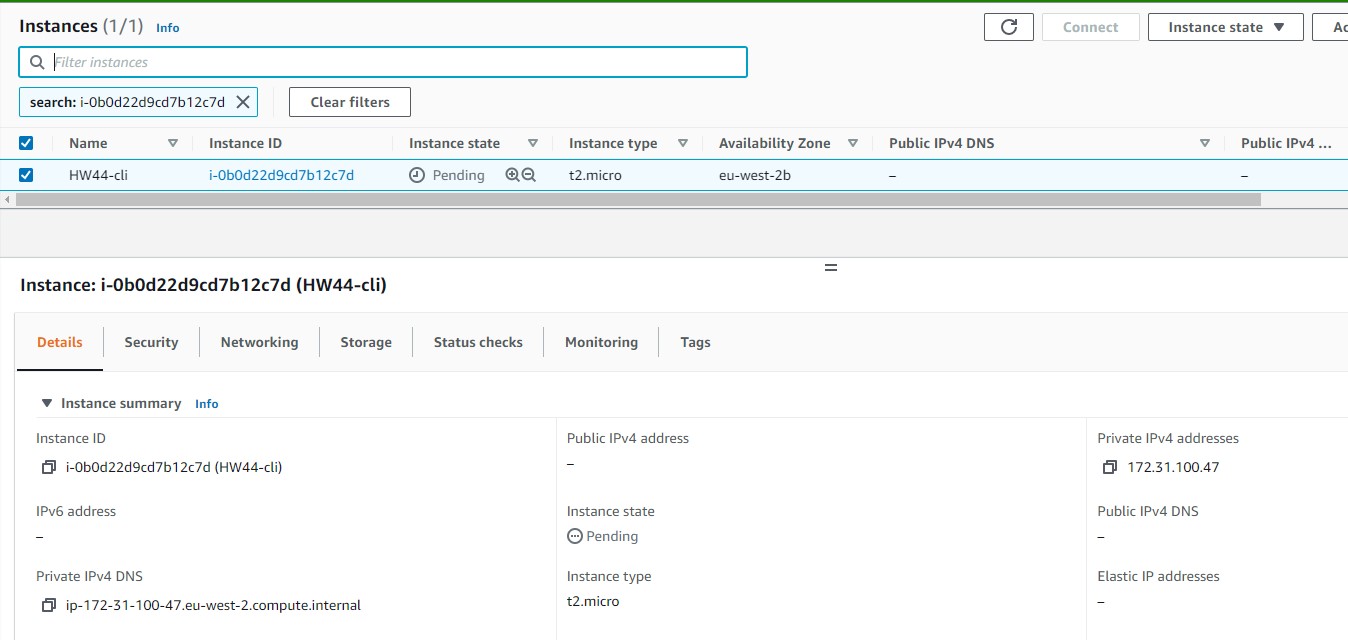 Instances (1/1) Info
Connect
Instance state
Filter instances
search: i-0b0d22d9cd7b12c7d
Clear filters
Name Instance ID Instance state Instance type Availability Zone Public IPv4 DNS Public IPv4 ...
HW44-cli i-0b0d22d9cd7b12c7d Pending t2.micro eu-west-2b – –
Instance: i-0b0d22d9cd7b12c7d (HW44-cli)
Details Security Networking Storage Status checks Monitoring Tags
Instance summary Info
Instance ID
i-0b0d22d9cd7b12c7d (HW44-cli)
Public IPv4 address
–
Private IPv4 addresses
172.31.100.47
IPv6 address
–
Instance state
Pending
Public IPv4 DNS
–
Private IPv4 DNS
ip-172-31-100-47.eu-west-2.compute.internal
Instance type
t2.micro
Elastic IP addresses
–